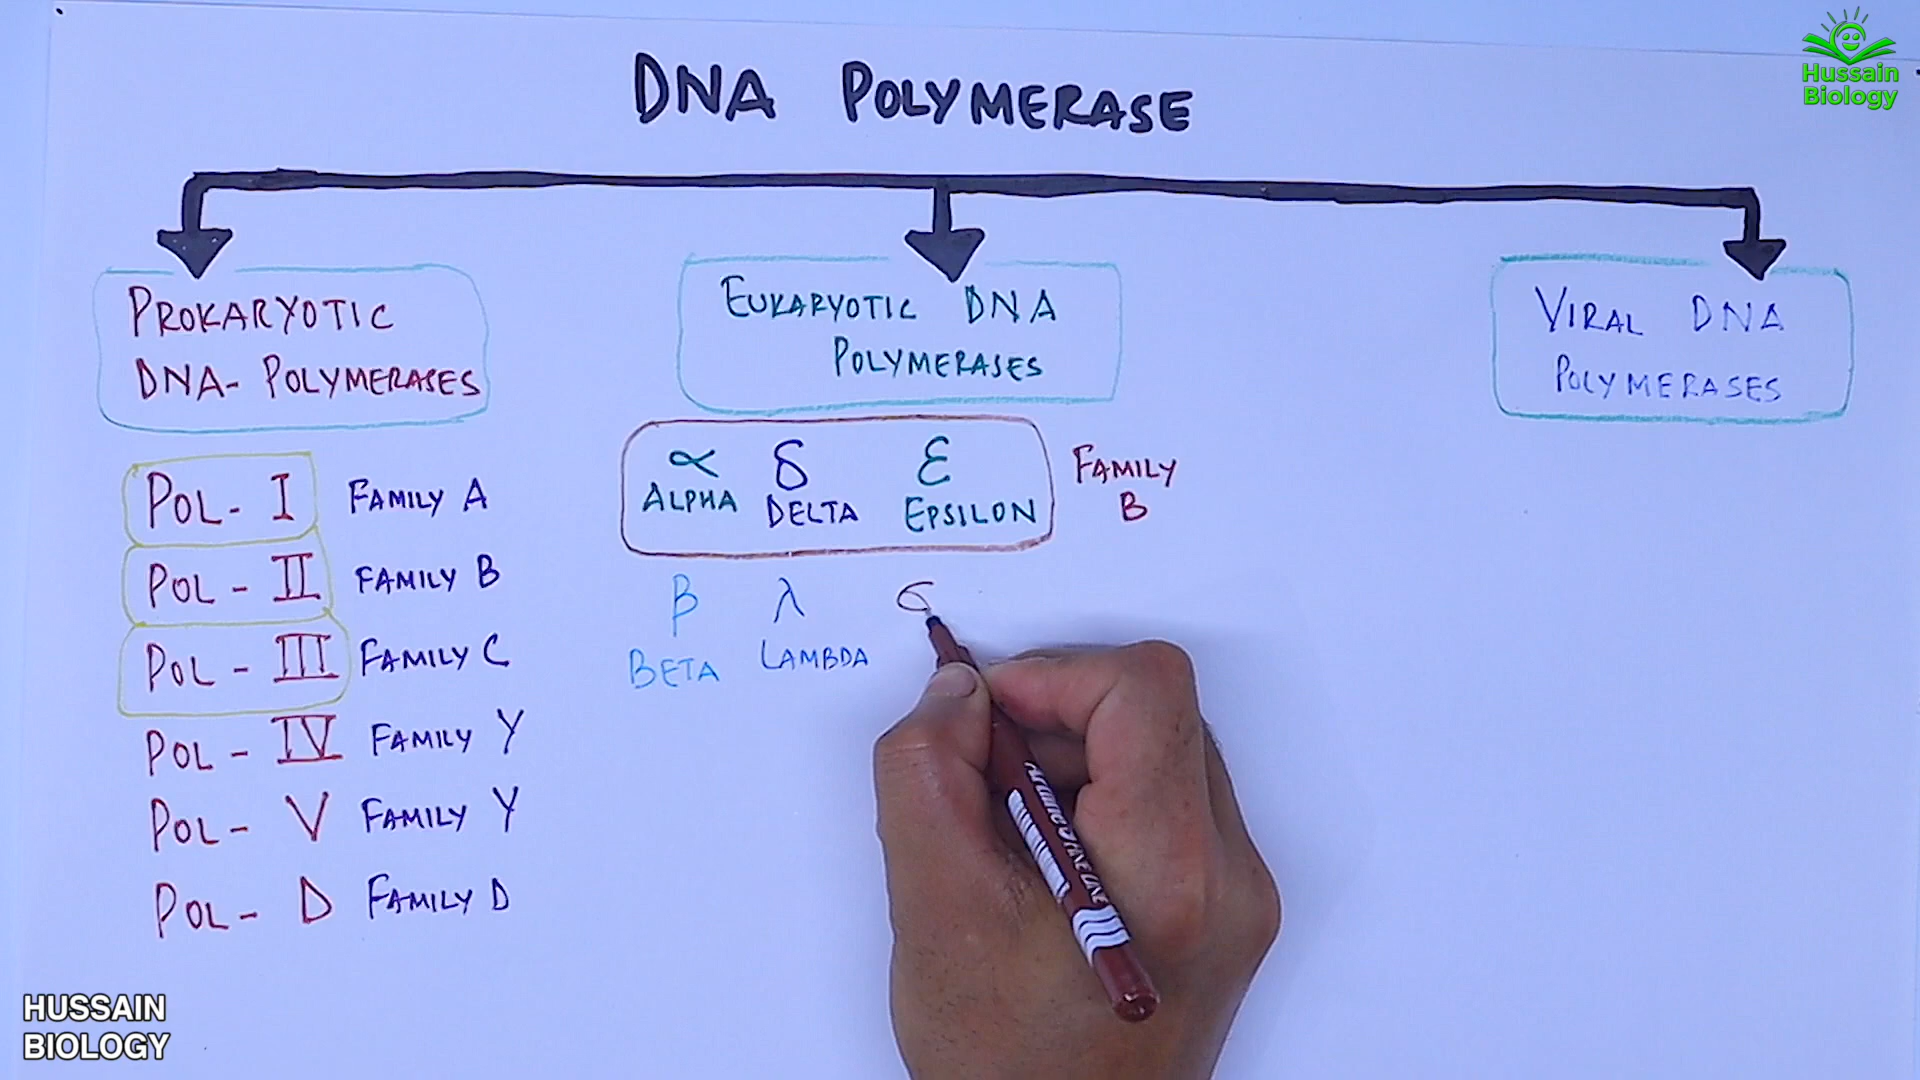 Hussain
Biology
DNA POLYMERASE
PROKARYOTIC
DNA- POLYMERASES
POL- I FAMILY A
POL- II FAMILY B
POL- III FAMILY C
POL- IV FAMILY Y
POL- V FAMILY Y
POL- D FAMILY D
EUKARYOTIC DNA
POLYMERASES
α δ ε
ALPHA DELTA EPSILON
FAMILY
B
β λ σ
BETA LAMBDA
VIRAL DNA
POLYMERASES
HUSSAIN
BIOLOGY